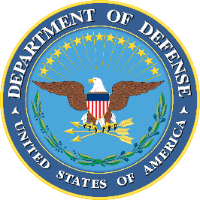 DEPARTMENT OF DEFENSE
UNITED STATES OF AMERICA